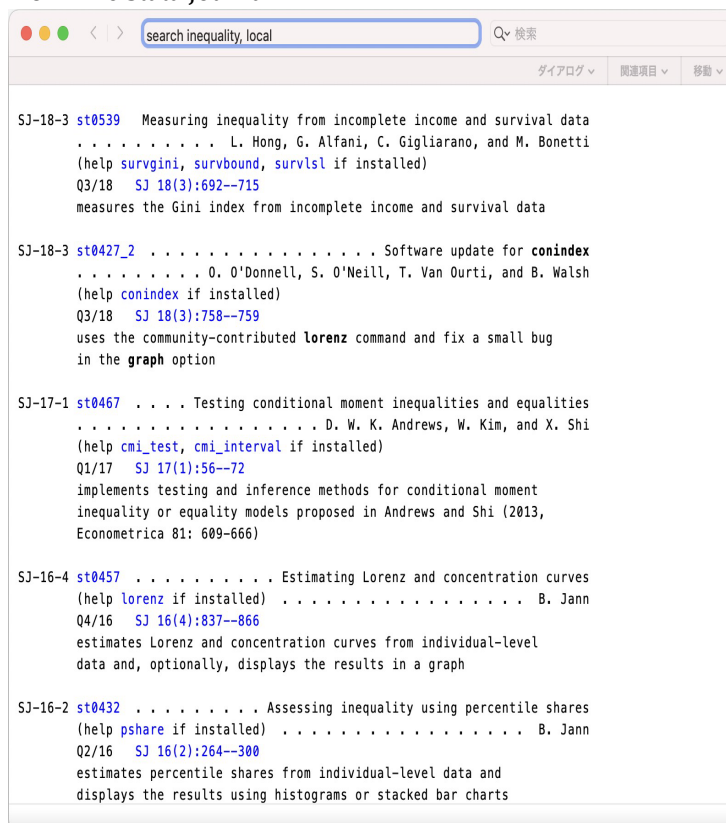 search inequality, local
検索
ダイアログ 関連項目 移動
SJ-18-3 st0539 Measuring inequality from incomplete income and survival data
. . . . . . . . . . L. Hong, G. Alfani, C. Gigliarano, and M. Bonetti
(help survgini, survbound, survlsl if installed)
Q3/18 SJ 18(3):692--715
measures the Gini index from incomplete income and survival data
SJ-18-3 st0427_2 . . . . . . . . . . . . . . . . Software update for conindex
. . . . . . . . . O. O'Donnell, S. O'Neill, T. Van Ourti, and B. Walsh
(help conindex if installed)
Q3/18 SJ 18(3):758--759
uses the community-contributed lorenz command and fix a small bug
in the graph option
SJ-17-1 st0467 . . . . Testing conditional moment inequalities and equalities
. . . . . . . . . . . . . . . . . D. W. K. Andrews, W. Kim, and X. Shi
(help cmi_test, cmi_interval if installed)
Q1/17 SJ 17(1):56--72
implements testing and inference methods for conditional moment
inequality or equality models proposed in Andrews and Shi (2013,
Econometrica 81: 609-666)
SJ-16-4 st0457 . . . . . . . . . . Estimating Lorenz and concentration curves
(help lorenz if installed) . . . . . . . . . . . . . . . . . B. Jann
Q4/16 SJ 16(4):837--866
estimates Lorenz and concentration curves from individual-level
data and, optionally, displays the results in a graph
SJ-16-2 st0432 . . . . . . . . . Assessing inequality using percentile shares
(help pshare if installed) . . . . . . . . . . . . . . . . . B. Jann
Q2/16 SJ 16(2):264--300
estimates percentile shares from individual-level data and
displays the results using histograms or stacked bar charts